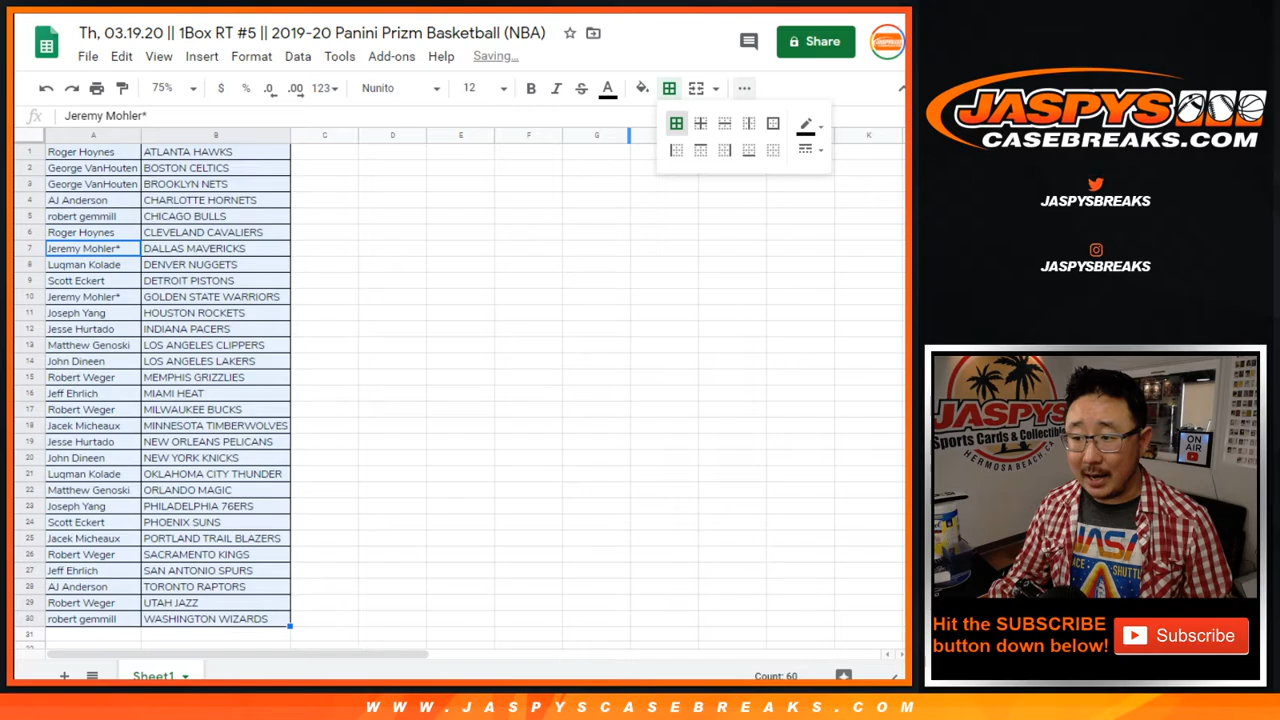 Th, 03.19.20 || 1Box RT #5 || 2019-20 Panini Prizm Basketball (NBA)
File Edit View Insert Format Data Tools Add-ons Help Saving...
Share
75% $ % .0 .00 123 Nunito 12 B I S A
fx Jeremy Mohler*
A B C D E F G K
1 Roger Hoynes ATLANTA HAWKS
2 George VanHouten BOSTON CELTICS
3 George VanHouten BROOKLYN NETS
4 AJ Anderson CHARLOTTE HORNETS
5 robert gemmill CHICAGO BULLS
6 Roger Hoynes CLEVELAND CAVALIERS
7 Jeremy Mohler* DALLAS MAVERICKS
8 Luqman Kolade DENVER NUGGETS
9 Scott Eckert DETROIT PISTONS
10 Jeremy Mohler* GOLDEN STATE WARRIORS
11 Joseph Yang HOUSTON ROCKETS
12 Jesse Hurtado INDIANA PACERS
13 Matthew Genoski LOS ANGELES CLIPPERS
14 John Dineen LOS ANGELES LAKERS
15 Robert Weger MEMPHIS GRIZZLIES
16 Jeff Ehrlich MIAMI HEAT
17 Robert Weger MILWAUKEE BUCKS
18 Jacek Micheaux MINNESOTA TIMBERWOLVES
19 Jesse Hurtado NEW ORLEANS PELICANS
20 John Dineen NEW YORK KNICKS
21 Luqman Kolade OKLAHOMA CITY THUNDER
22 Matthew Genoski ORLANDO MAGIC
23 Joseph Yang PHILADELPHIA 76ERS
24 Scott Eckert PHOENIX SUNS
25 Jacek Micheaux PORTLAND TRAIL BLAZERS
26 Robert Weger SACRAMENTO KINGS
27 Jeff Ehrlich SAN ANTONIO SPURS
28 AJ Anderson TORONTO RAPTORS
29 Robert Weger UTAH JAZZ
30 robert gemmill WASHINGTON WIZARDS
31
Sheet1
Count: 60
JASPYS
CASEBREAKS.COM
JASPYSBREAKS
JASPYSBREAKS
JASPYS
Sports Cards & Collectibles
HERMOSA BEACH, CA
ON
AIR
NASA
SPACE SHUTTLE
Hit the SUBSCRIBE
button down below!
Subscribe
WWW.JASPYSCASEBREAKS.COM